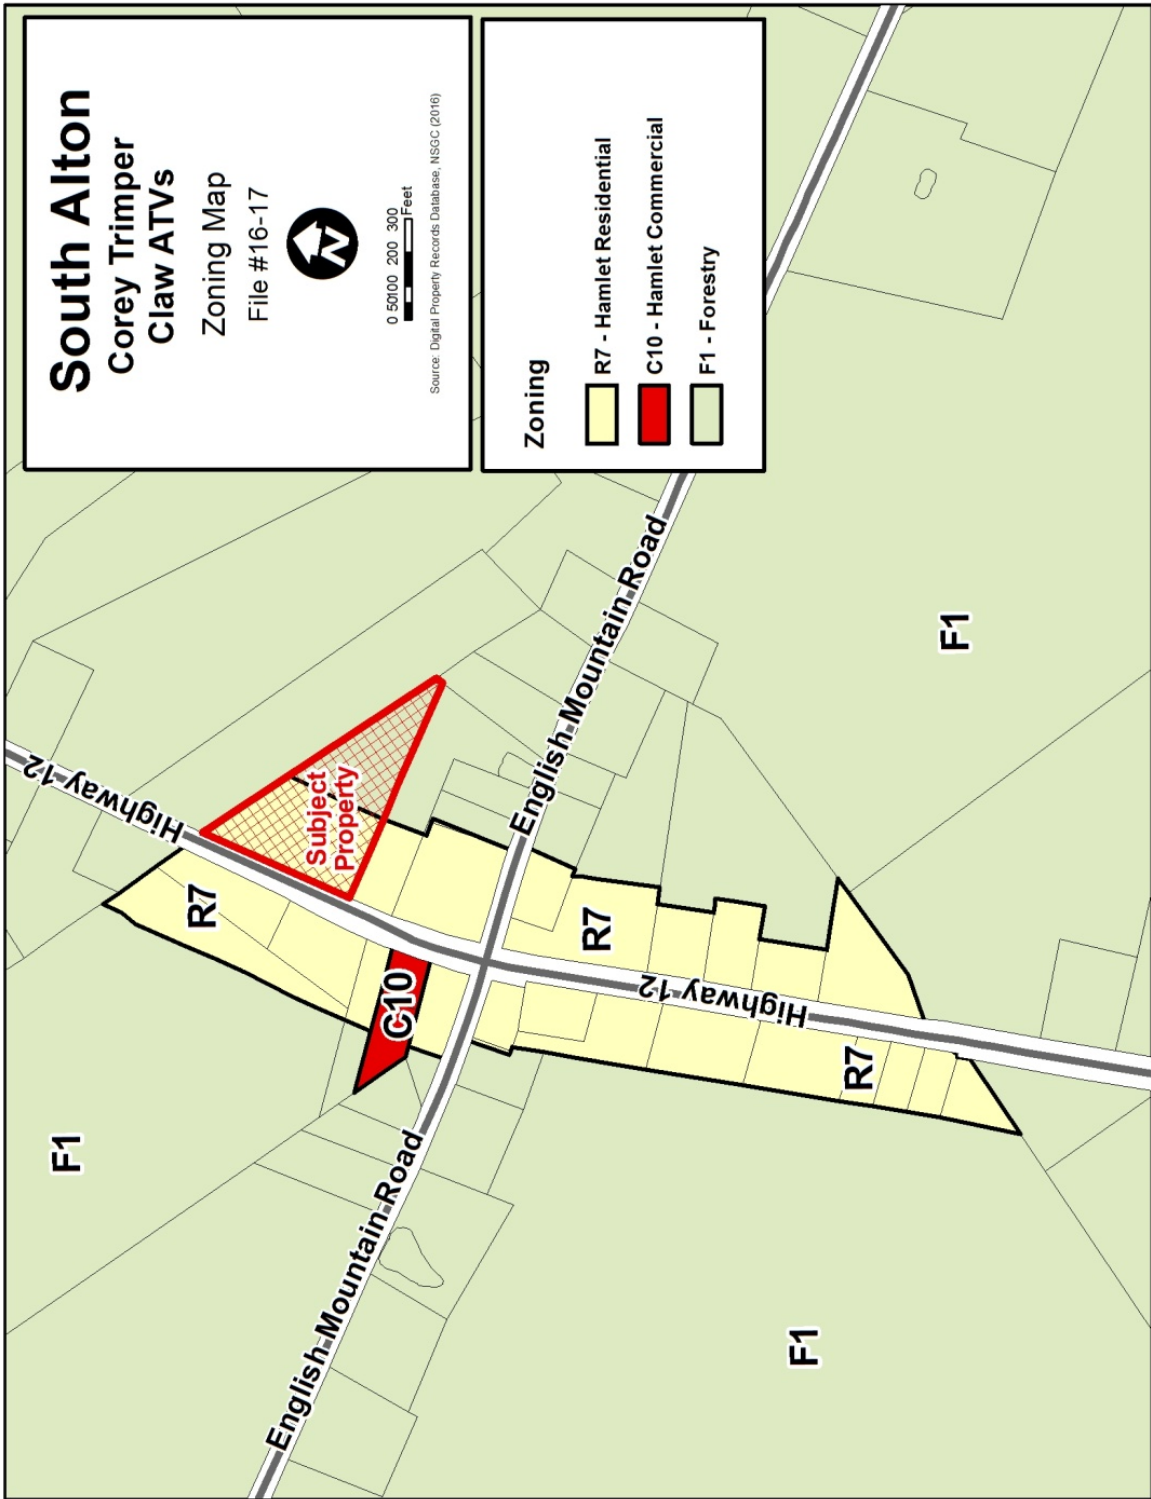 South Alton
Corey Trimper
Claw ATVs
Zoning Map
File #16-17
N
0 50100 200 300
Feet
Source: Digital Property Records Database, NSGC (2016)
Zoning
R7 - Hamlet Residential
C10 - Hamlet Commercial
F1 - Forestry
Highway 12
Subject
Property
R7
C10
F1
English Mountain Road
English Mountain Road
R7
Highway 12
R7
F1
F1